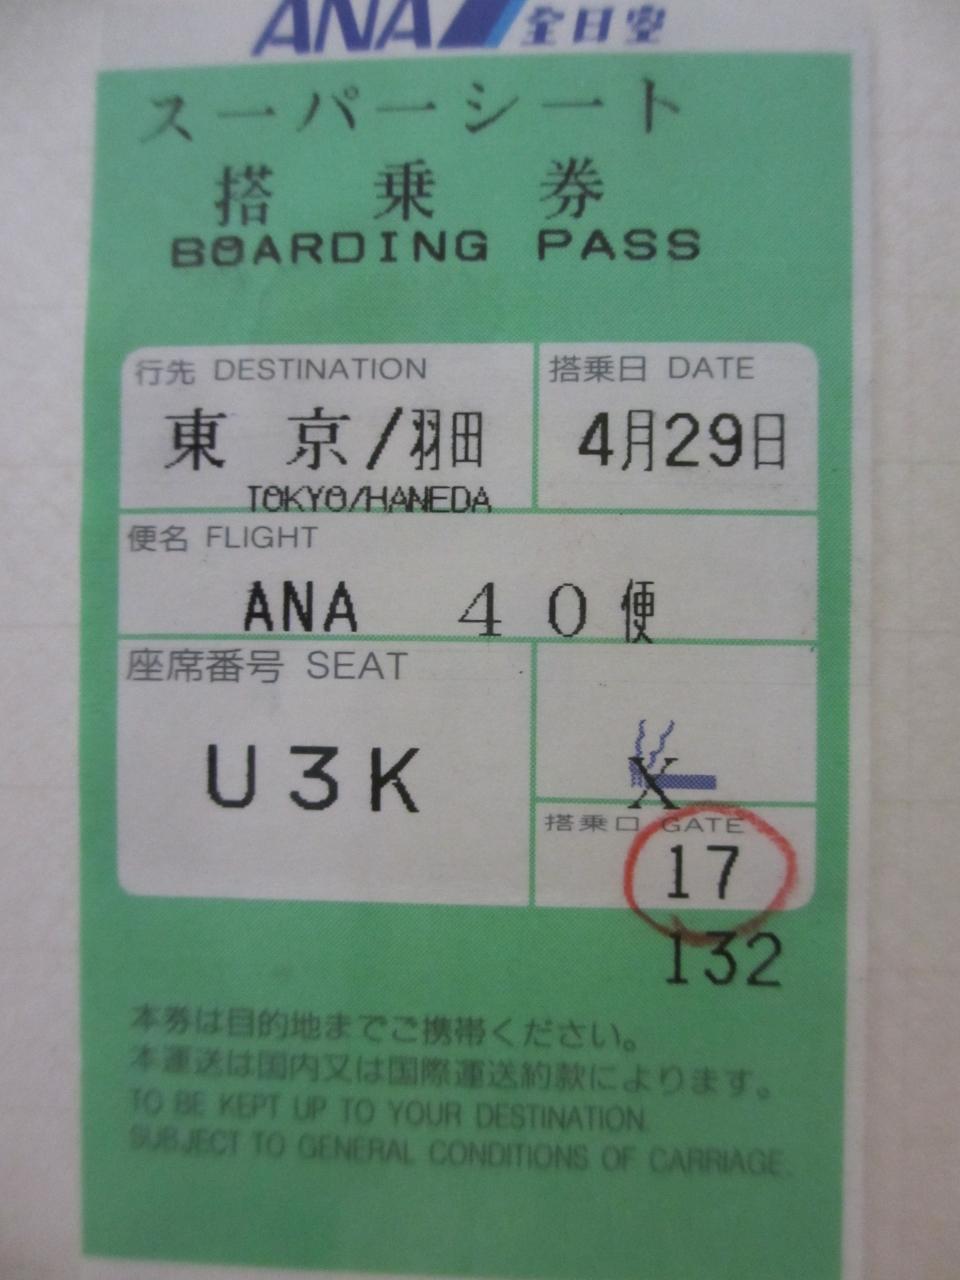 ANA 全日空
スーパーシート
搭乗券
BOARDING PASS
行先 DESTINATION
東京/羽田
TOKYO/HANEDA
搭乗日 DATE
4月29日
便名 FLIGHT
ANA 40便
座席番号 SEAT
U3K
X
搭乗口 GATE
17
132
本券は目的地までご携帯ください。
本運送は国内又は国際運送約款によります。
TO BE KEPT UP TO YOUR DESTINATION.
SUBJECT TO GENERAL CONDITIONS OF CARRIAGE.